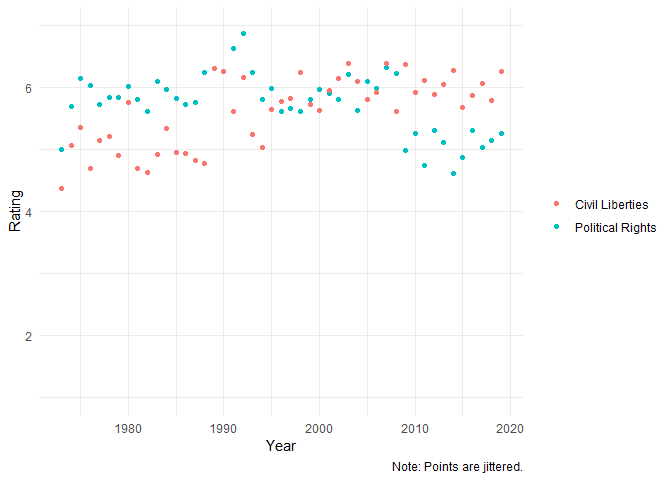 6
4
2
Rating
1980 1990 2000 2010 2020
Year
Civil Liberties
Political Rights
Note: Points are jittered.